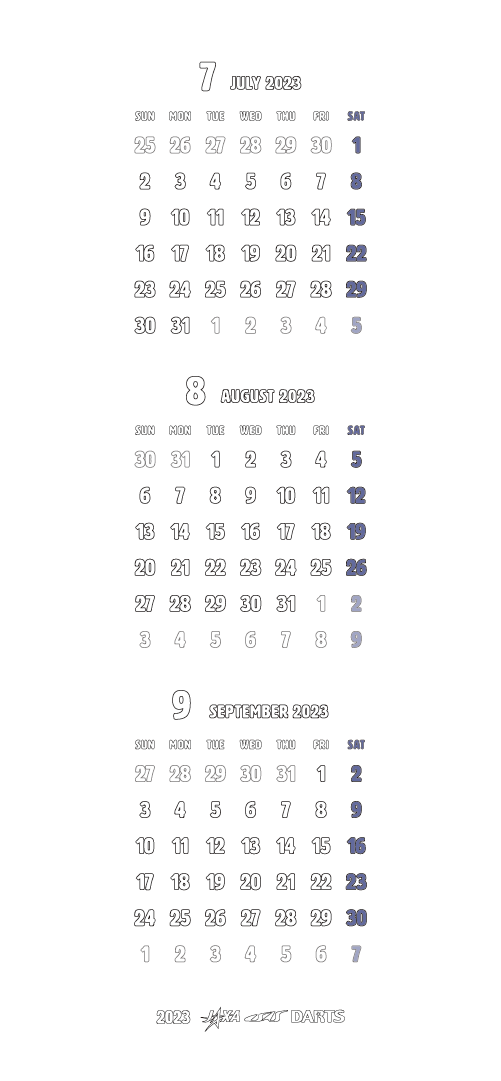 7 JULY 2023
SUN MON TUE WED THU FRI SAT
25 26 27 28 29 30 1
2 3 4 5 6 7 8
9 10 11 12 13 14 15
16 17 18 19 20 21 22
23 24 25 26 27 28 29
30 31 1 2 3 4 5
8 AUGUST 2023
SUN MON TUE WED THU FRI SAT
30 31 1 2 3 4 5
6 7 8 9 10 11 12
13 14 15 16 17 18 19
20 21 22 23 24 25 26
27 28 29 30 31 1 2
3 4 5 6 7 8 9
9 SEPTEMBER 2023
SUN MON TUE WED THU FRI SAT
27 28 29 30 31 1 2
3 4 5 6 7 8 9
10 11 12 13 14 15 16
17 18 19 20 21 22 23
24 25 26 27 28 29 30
1 2 3 4 5 6 7
2023 JAXA DARTS